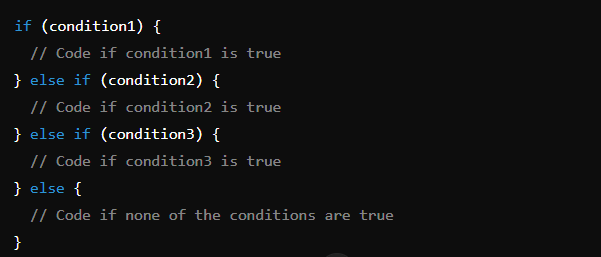 if (condition1) {
  // Code if condition1 is true
} else if (condition2) {
  // Code if condition2 is true
} else if (condition3) {
  // Code if condition3 is true
} else {
  // Code if none of the conditions are true
}